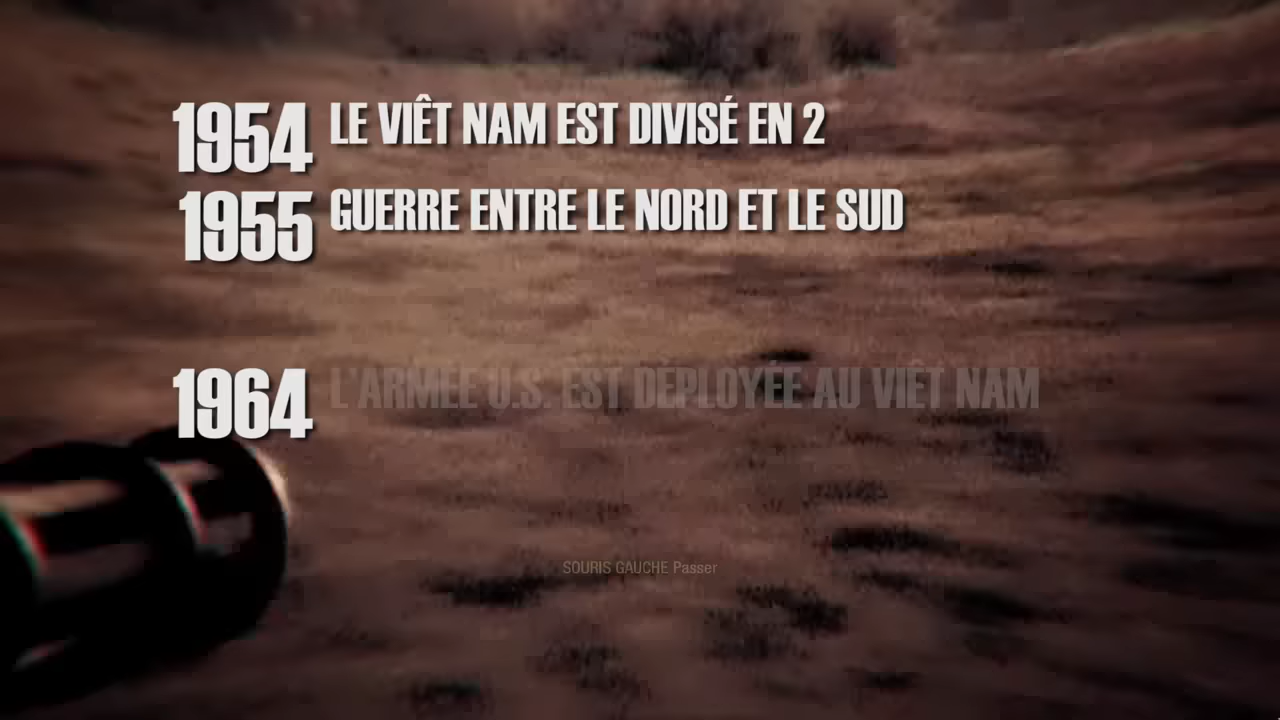 1954 LE VIÊT NAM EST DIVISÉ EN 2
1955 GUERRE ENTRE LE NORD ET LE SUD
1964 L'ARMÉE U.S. EST DÉPLOYÉE AU VIÊT NAM
SOURIS GAUCHE Passer